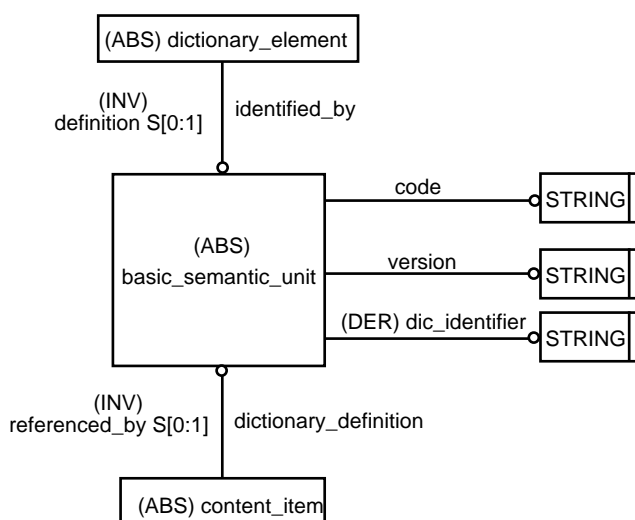 (ABS) dictionary_element
(INV)
definition S[0:1]
identified_by
code
STRING
(ABS)
basic_semantic_unit
version
STRING
(DER) dic_identifier
STRING
(INV)
referenced_by S[0:1]
dictionary_definition
(ABS) content_item